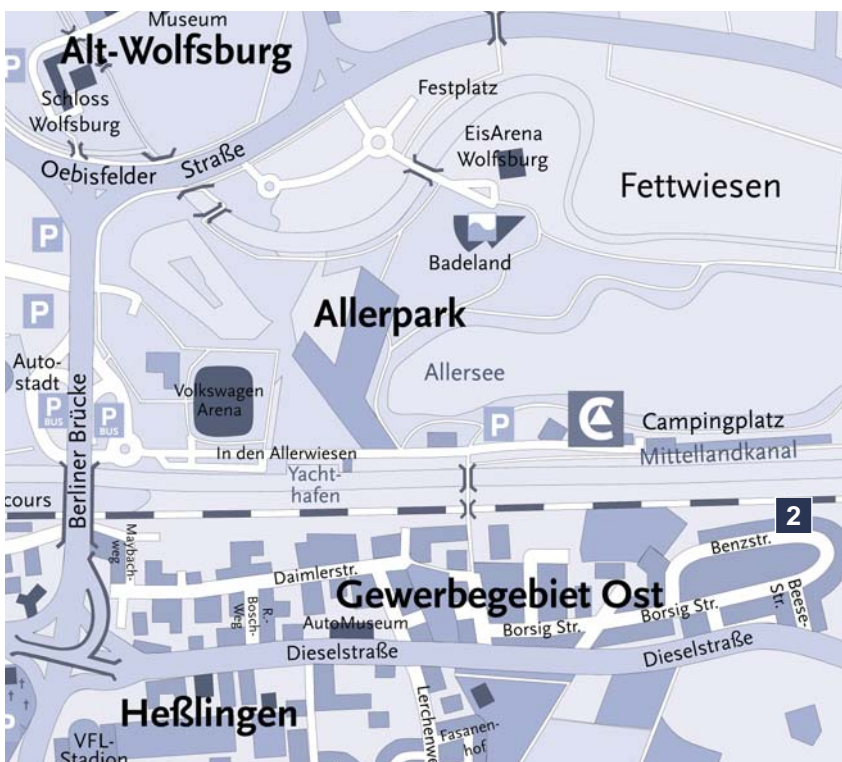 Museum
Alt-Wolfsburg
P
Schloss
Wolfsburg
Festplatz
EisArena
Wolfsburg
Oebisfelder Straße
Fettwiesen
P
Badeland
P
Allerpark
Auto-
stadt
Allersee
Volkswagen
Arena
P
BUS
P
BUS
P
Campingplatz
Berliner Brücke
In den Allerwiesen
Mittellandkanal
Yacht-
hafen
cours
2
Maybach-
weg
Benzstr.
Daimlerstr.
Gewerbegebiet Ost
Beese-
Str.
R.-
Bosch-
Weg
AutoMuseum
Borsig Str.
Borsig Str.
Dieselstraße
Dieselstraße
Heßlingen
Lerchenwe
Fasanen-
hof
P
VFL-
Stadion